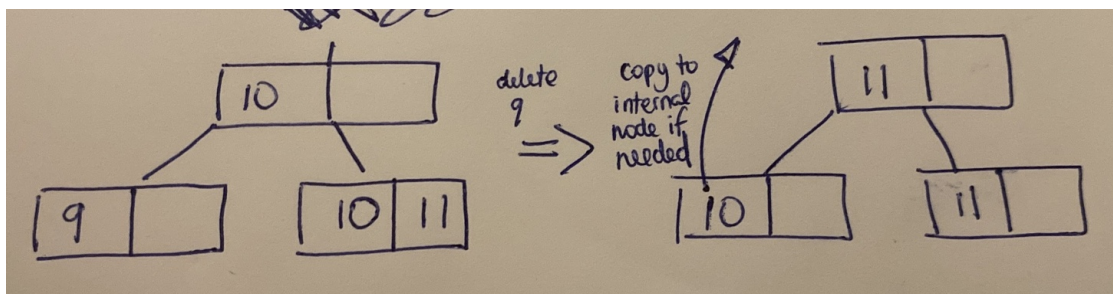 10
9
10 11
delete
9
=>
copy to
internal
node if
needed
11
10
11